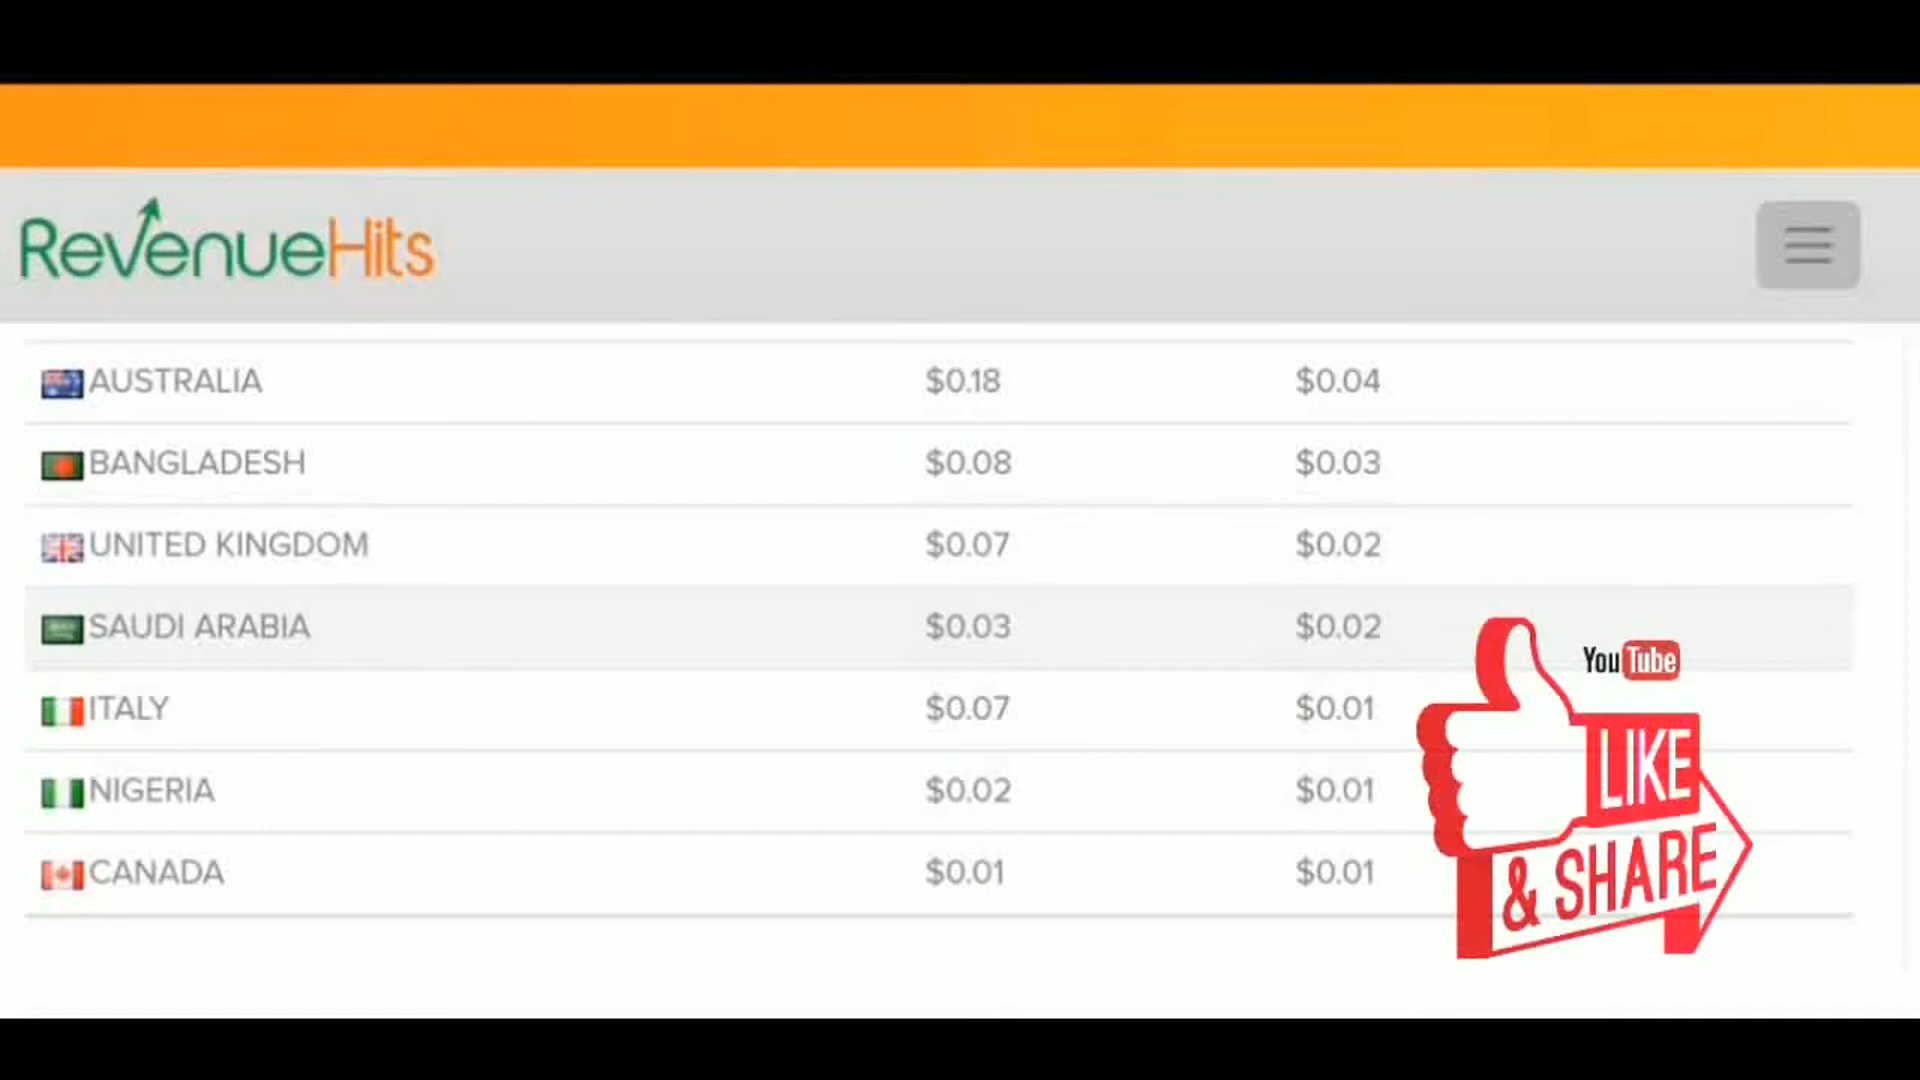 RevenueHits
AUSTRALIA $0.18 $0.04
BANGLADESH $0.08 $0.03
UNITED KINGDOM $0.07 $0.02
SAUDI ARABIA $0.03 $0.02
ITALY $0.07 $0.01
NIGERIA $0.02 $0.01
CANADA $0.01 $0.01
YouTube
LIKE
& SHARE